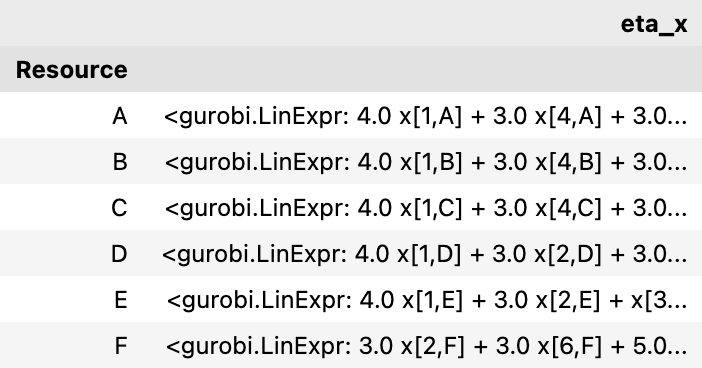 eta_x
Resource
A <gurobi.LinExpr: 4.0 x[1,A] + 3.0 x[4,A] + 3.0...
B <gurobi.LinExpr: 4.0 x[1,B] + 3.0 x[4,B] + 3.0...
C <gurobi.LinExpr: 4.0 x[1,C] + 3.0 x[4,C] + 3.0...
D <gurobi.LinExpr: 4.0 x[1,D] + 3.0 x[2,D] + 3.0...
E <gurobi.LinExpr: 4.0 x[1,E] + 3.0 x[2,E] + x[3...
F <gurobi.LinExpr: 3.0 x[2,F] + 3.0 x[6,F] + 5.0...